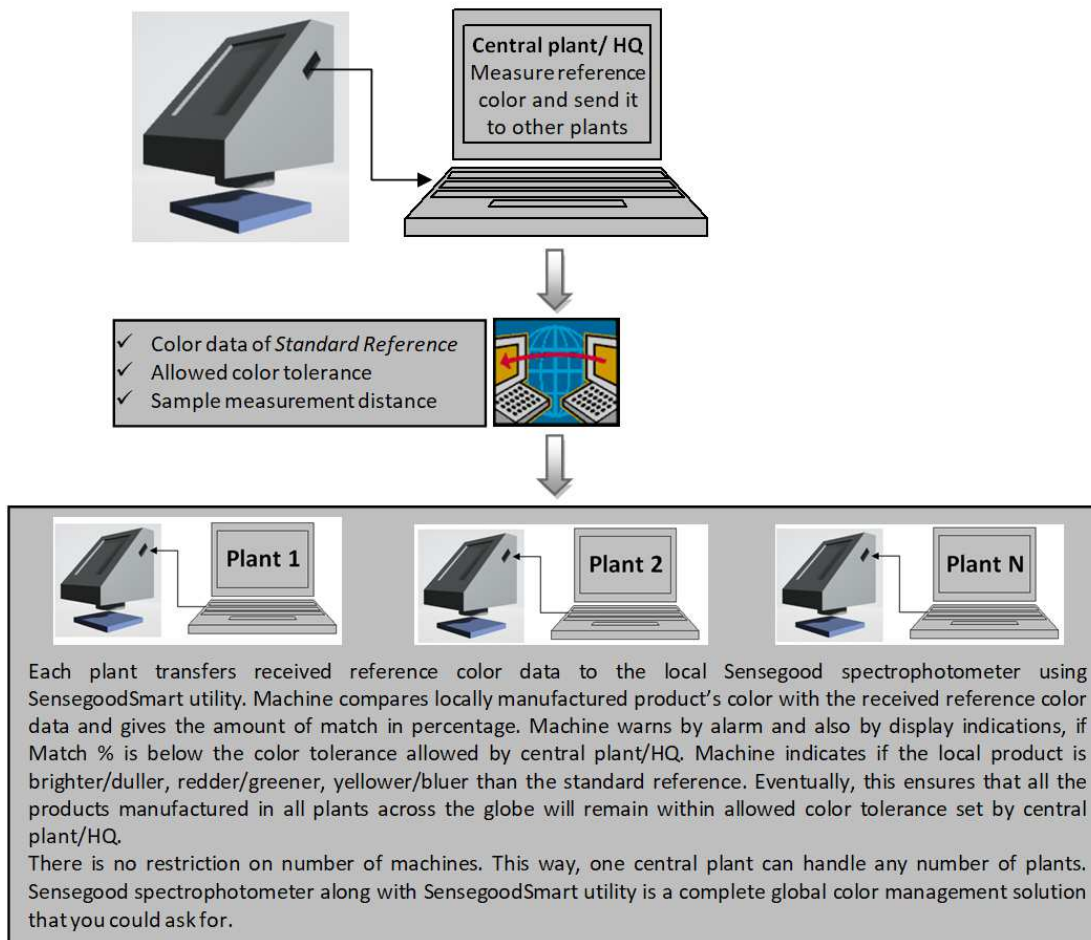 Central plant/ HQ
Measure reference
color and send it
to other plants
✓ Color data of Standard Reference
✓ Allowed color tolerance
✓ Sample measurement distance
Plant 1
Plant 2
Plant N
Each plant transfers received reference color data to the local Sensegood spectrophotometer using
SensegoodSmart utility. Machine compares locally manufactured product’s color with the received reference color
data and gives the amount of match in percentage. Machine warns by alarm and also by display indications, if
Match % is below the color tolerance allowed by central plant/HQ. Machine indicates if the local product is
brighter/duller, redder/greener, yellower/bluer than the standard reference. Eventually, this ensures that all the
products manufactured in all plants across the globe will remain within allowed color tolerance set by central
plant/HQ.
There is no restriction on number of machines. This way, one central plant can handle any number of plants.
Sensegood spectrophotometer along with SensegoodSmart utility is a complete global color management solution
that you could ask for.